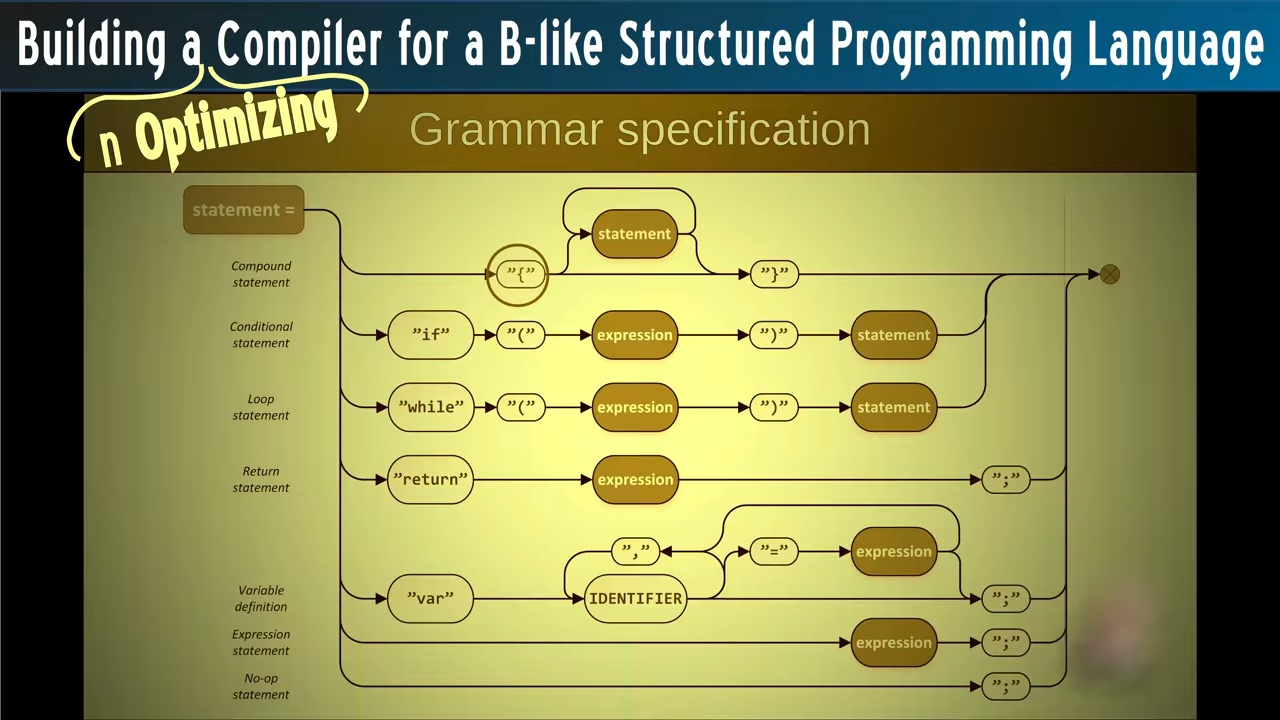 Building a Compiler for a B-like Structured Programming Language
n Optimizing
Grammar specification
statement =
Compound
statement
”{”
statement
”}”
Conditional
statement
”if”
”(”
expression
”)”
statement
Loop
statement
”while”
”(”
expression
”)”
statement
Return
statement
”return”
expression
”;”
”,”
”=”
expression
Variable
definition
”var”
IDENTIFIER
”;”
Expression
statement
expression
”;”
No-op
statement
”;”